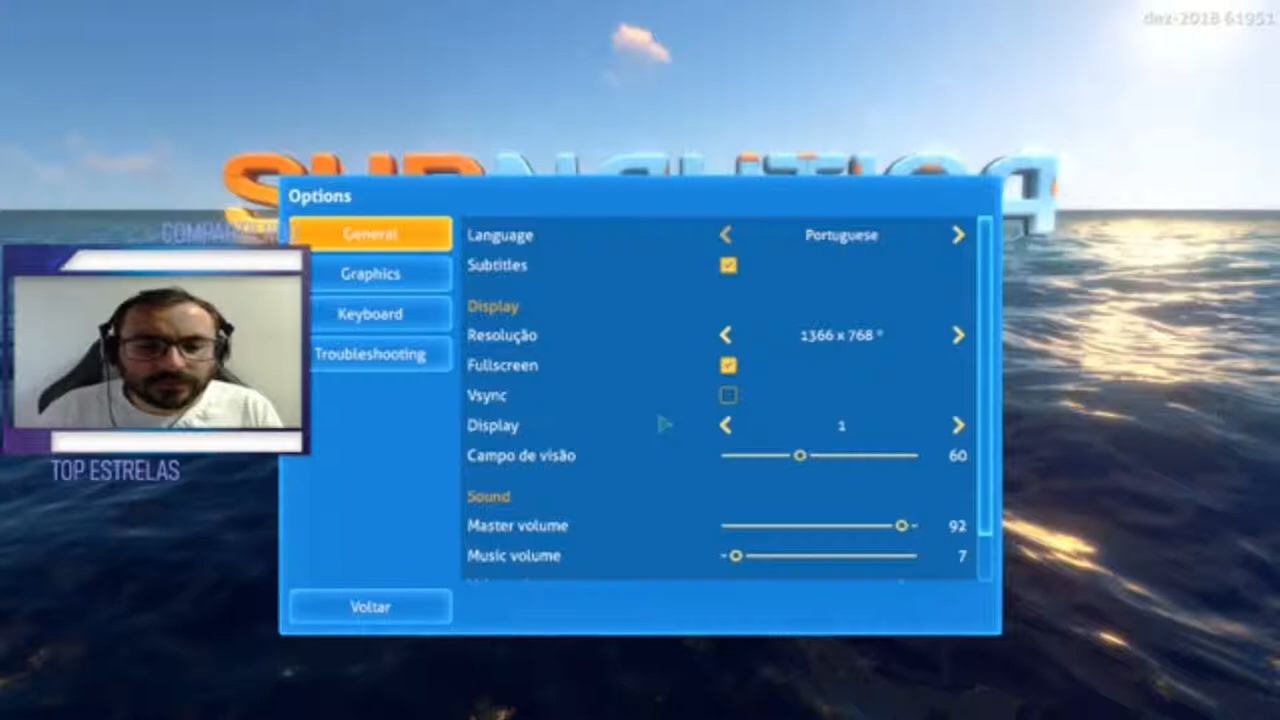 dez-2018 61951
SUBNAUTICA
Options
General
Graphics
Keyboard
Troubleshooting
Voltar
Language Portuguese
Subtitles
Display
Resolução 1366 x 768 *
Fullscreen
Vsync
Display 1
Campo de visão 60
Sound
Master volume 92
Music volume 7
TOP ESTRELAS